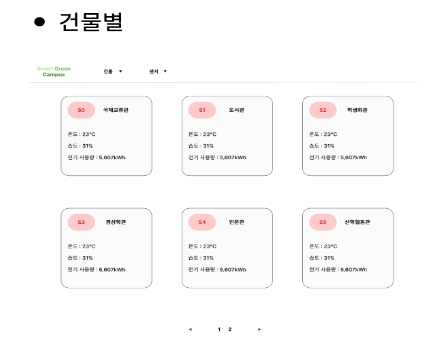 • 건물별
Smart Green
Campus
건물 ▼
센서 ▼
S0 국제교류관
온도 : 23°C
습도 : 31%
전기 사용량 : 5,607kWh
S1 도서관
온도 : 23°C
습도 : 31%
전기 사용량 : 5,607kWh
S2 학생회관
온도 : 23°C
습도 : 31%
전기 사용량 : 5,607kWh
S3 경상학관
온도 : 23°C
습도 : 31%
전기 사용량 : 5,607kWh
S4 인문관
온도 : 23°C
습도 : 31%
전기 사용량 : 5,607kWh
S5 산학협동관
온도 : 23°C
습도 : 31%
전기 사용량 : 5,607kWh
◂ 1 2 ▸